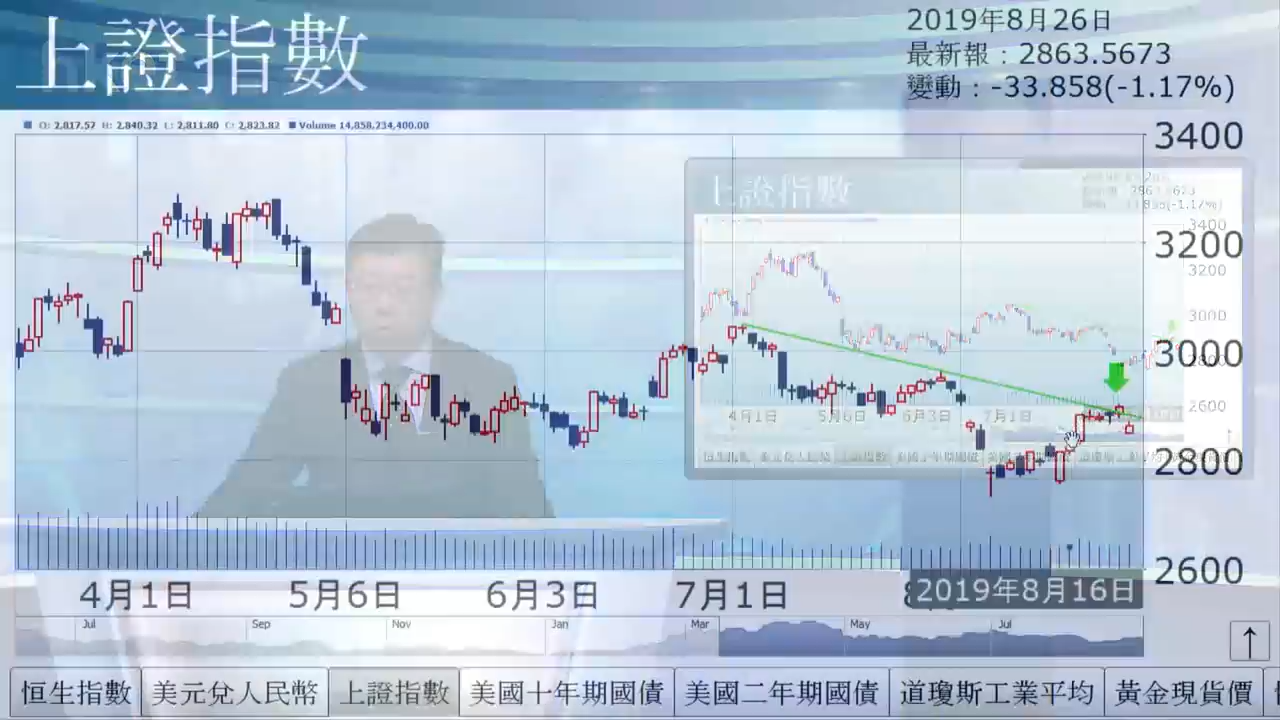 上證指數
2019年8月26日
最新報：2863.5673
變動：-33.858(-1.17%)
O: 2,817.57 H: 2,840.32 L: 2,811.80 C: 2,823.82 Volume 14,858,234,400.00
3400
3200
3000
2800
2600
上證指數
3400
3200
3000
2600
4月1日 5月6日 6月3日 7月1日
4月1日 5月6日 6月3日 7月1日 2019年8月16日
Jul Sep Nov Jan Mar May Jul
↑
恒生指數 美元兌人民幣 上證指數 美國十年期國債 美國二年期國債 道瓊斯工業平均 黃金現貨價